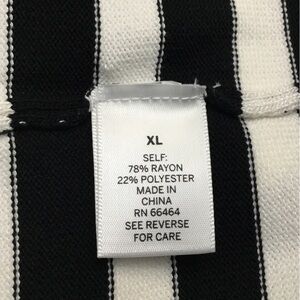 XL
SELF:
78% RAYON
22% POLYESTER
MADE IN
CHINA
RN 66464
SEE REVERSE
FOR CARE